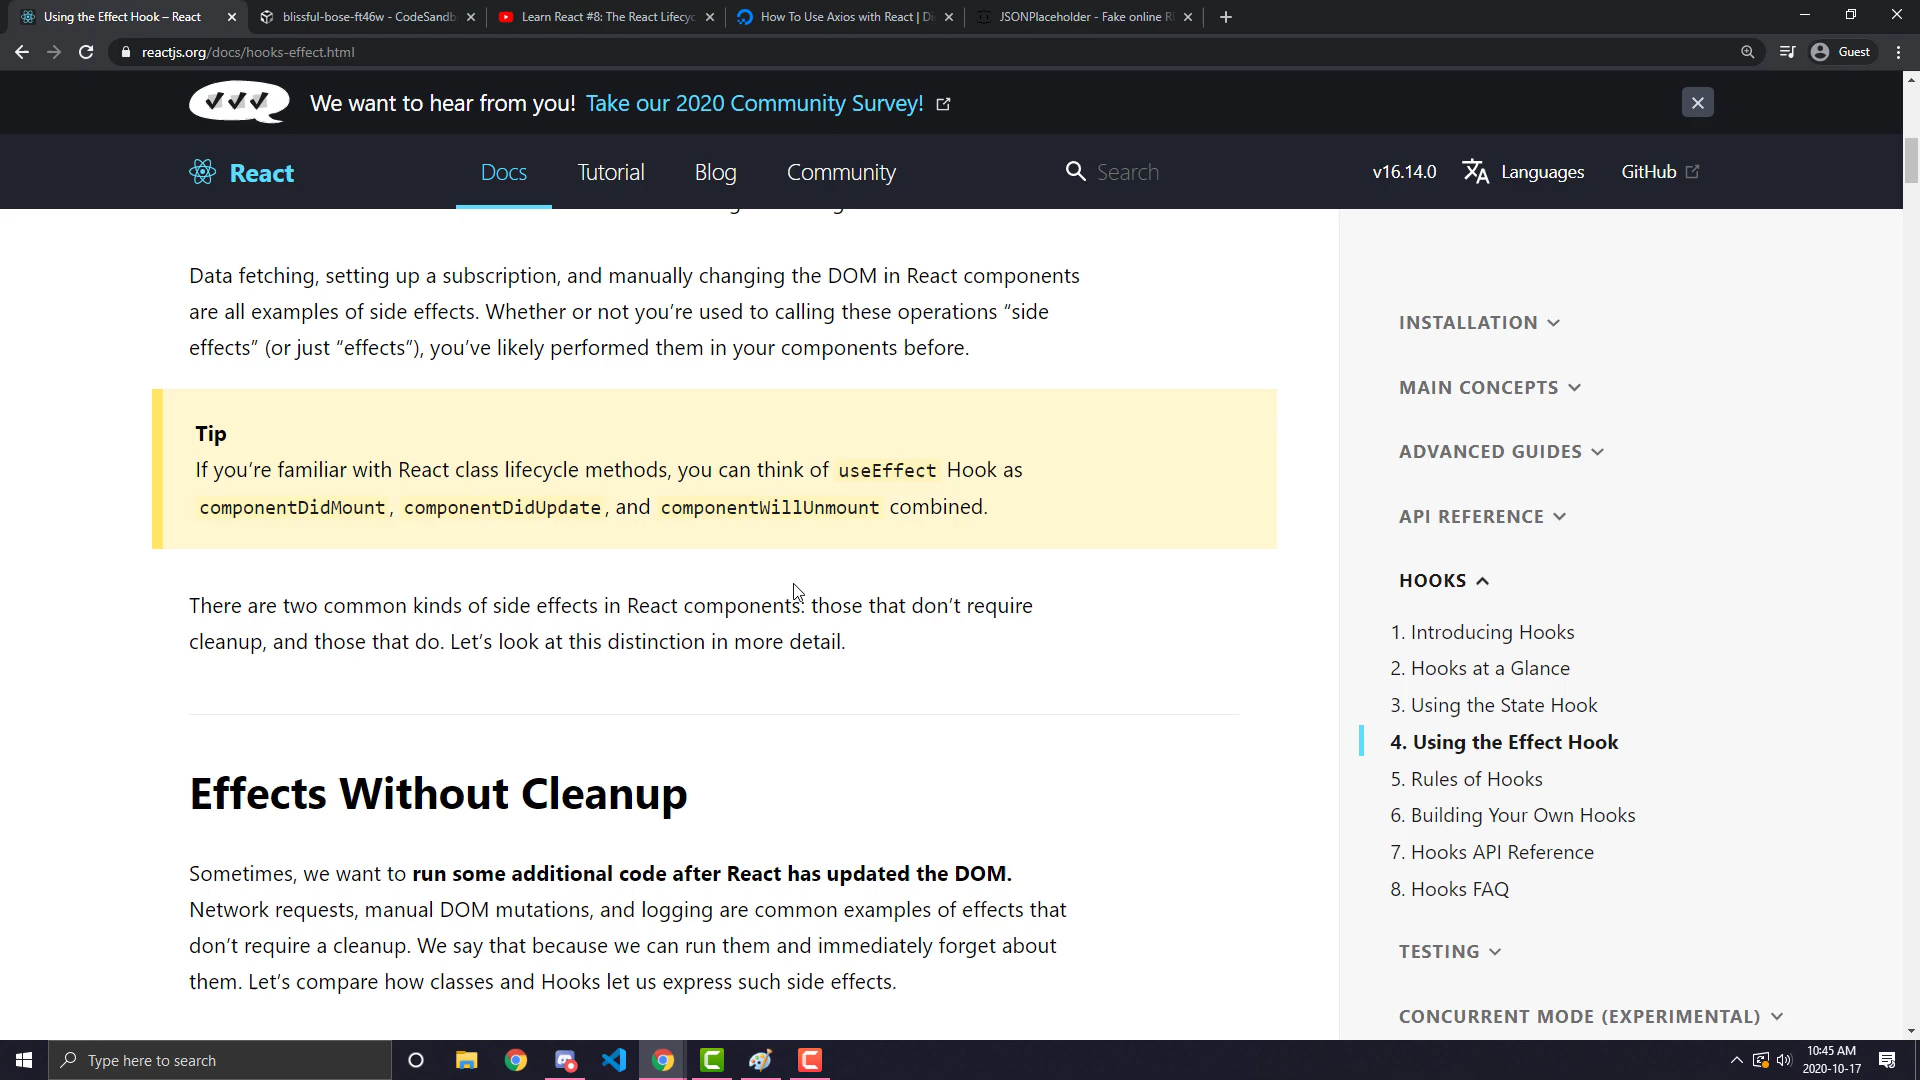 Using the Effect Hook – React
blissful-bose-ft46w - CodeSandb
Learn React #8: The React Lifecyc
How To Use Axios with React | Di
JSONPlaceholder - Fake online R
reactjs.org/docs/hooks-effect.html
Guest
We want to hear from you! Take our 2020 Community Survey!
React
Docs
Tutorial
Blog
Community
Search
v16.14.0
Languages
GitHub
Data fetching, setting up a subscription, and manually changing the DOM in React components
are all examples of side effects. Whether or not you’re used to calling these operations “side
effects” (or just “effects”), you’ve likely performed them in your components before.
Tip
If you’re familiar with React class lifecycle methods, you can think of useEffect Hook as
componentDidMount, componentDidUpdate, and componentWillUnmount combined.
There are two common kinds of side effects in React components: those that don’t require
cleanup, and those that do. Let’s look at this distinction in more detail.
Effects Without Cleanup
Sometimes, we want to run some additional code after React has updated the DOM.
Network requests, manual DOM mutations, and logging are common examples of effects that
don’t require a cleanup. We say that because we can run them and immediately forget about
them. Let’s compare how classes and Hooks let us express such side effects.
INSTALLATION
MAIN CONCEPTS
ADVANCED GUIDES
API REFERENCE
HOOKS
1. Introducing Hooks
2. Hooks at a Glance
3. Using the State Hook
4. Using the Effect Hook
5. Rules of Hooks
6. Building Your Own Hooks
7. Hooks API Reference
8. Hooks FAQ
TESTING
CONCURRENT MODE (EXPERIMENTAL)
Type here to search
10:45 AM
2020-10-17